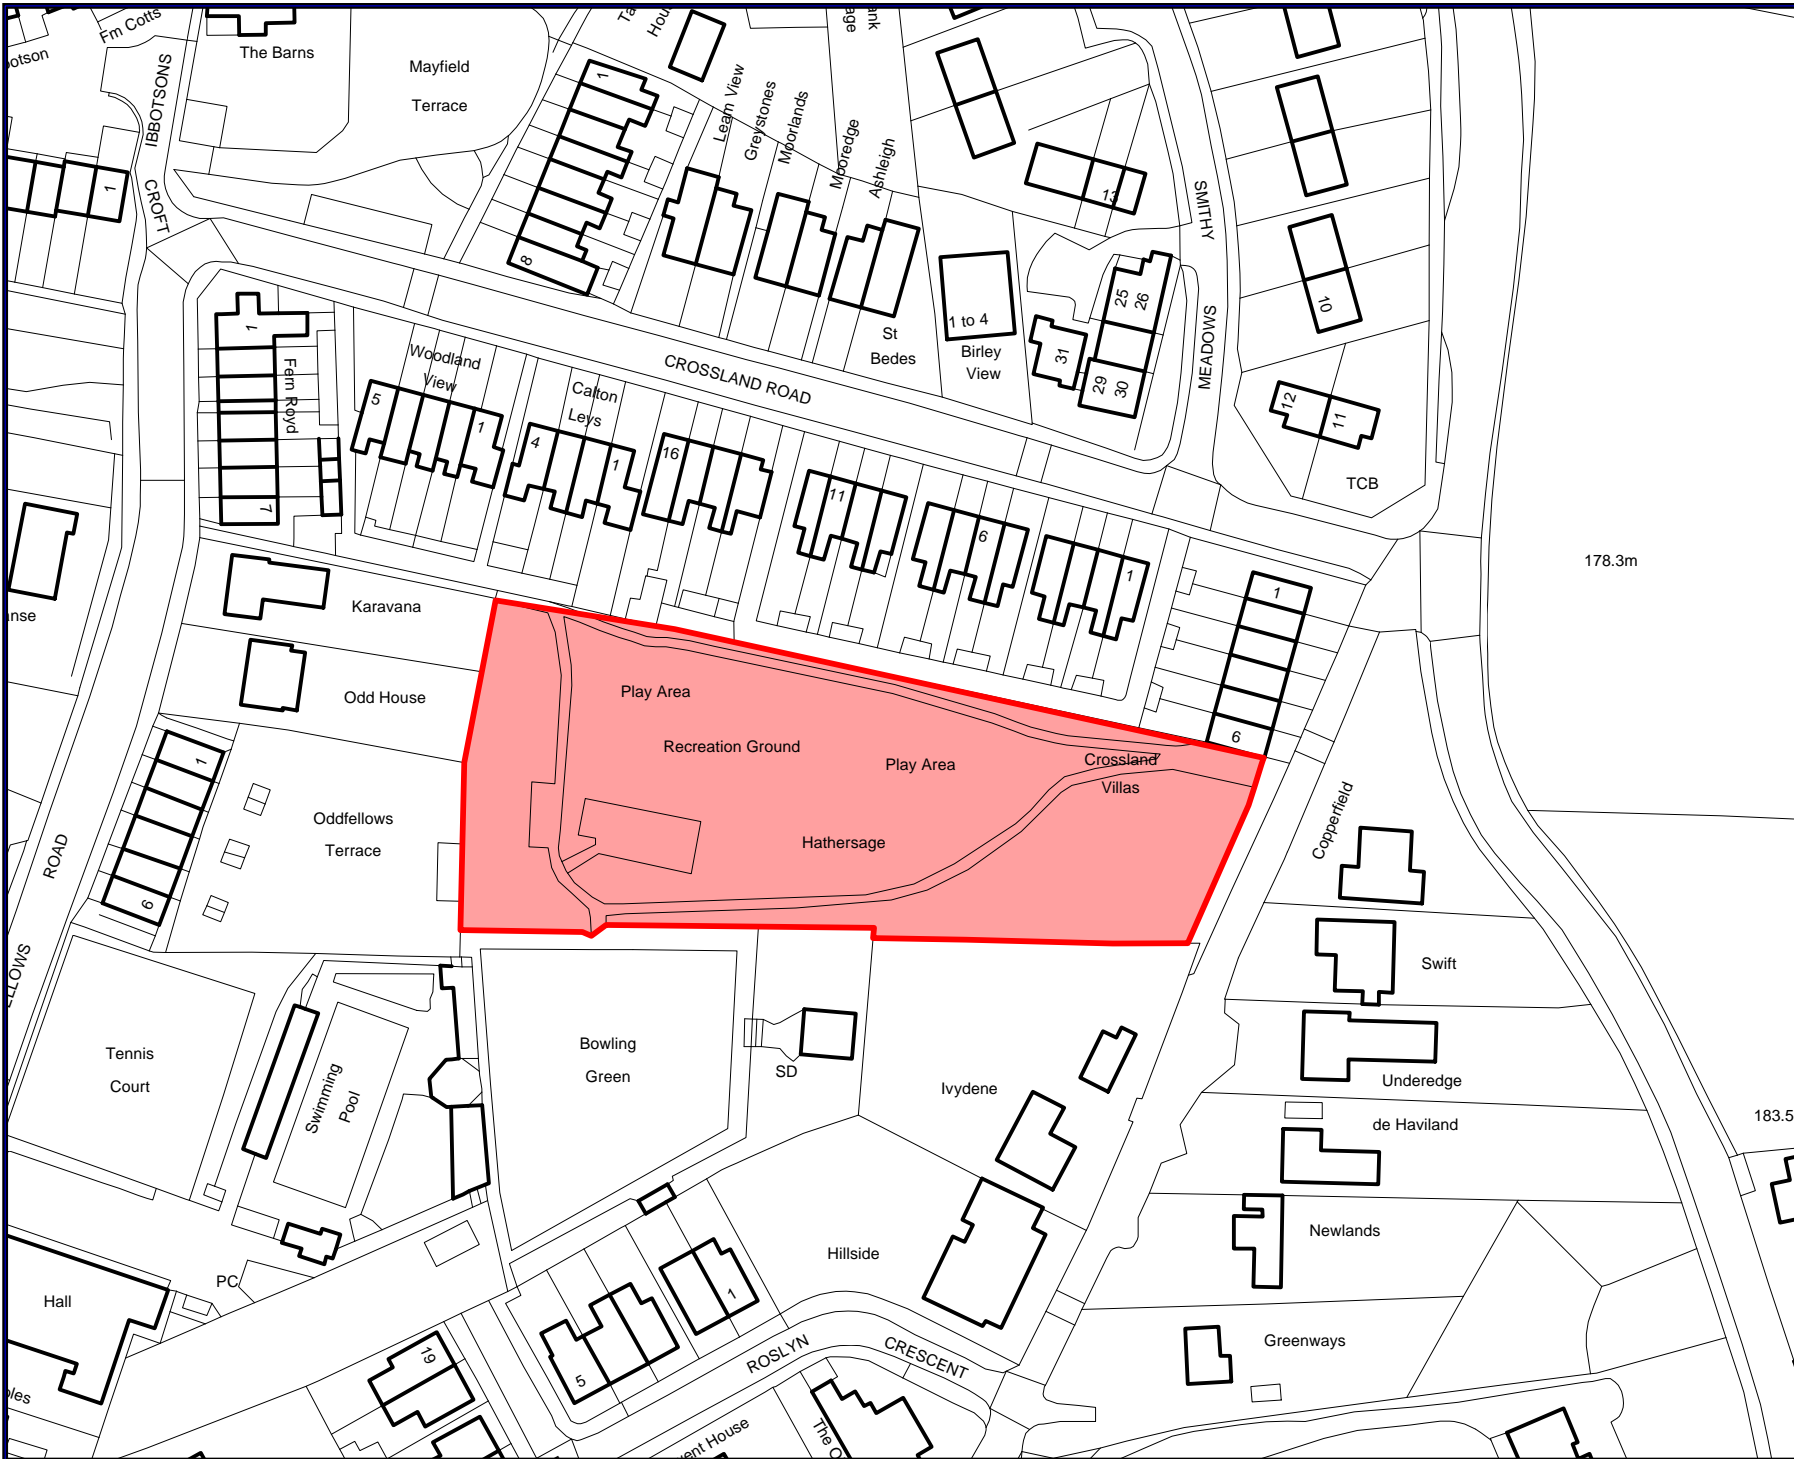 Fm Cotts
The Barns
IBBOTSONS
CROFT
Mayfield
Terrace
Leam View
Greystones
Moorlands
Mooredge
Ashleigh
1
8
1
13
SMITHY
MEADOWS
10
25
26
31
29
30
12
11
TCB
1 to 4
Birley
View
St
Bedes
CROSSLAND ROAD
1
Fern Royd
7
Woodland
View
5
1
Calton
Leys
4
1
16
11
6
1
1
6
178.3m
Karavana
Odd House
Play Area
Recreation Ground
Play Area
Crossland
Villas
Hathersage
1
6
Oddfellows
Terrace
ROAD
Copperfield
Swift
Underedge
de Haviland
183.5
Newlands
Greenways
Tennis
Court
Swimming
Pool
Bowling
Green
SD
Ivydene
Hillside
PC
Hall
19
5
1
ROSLYN
CRESCENT